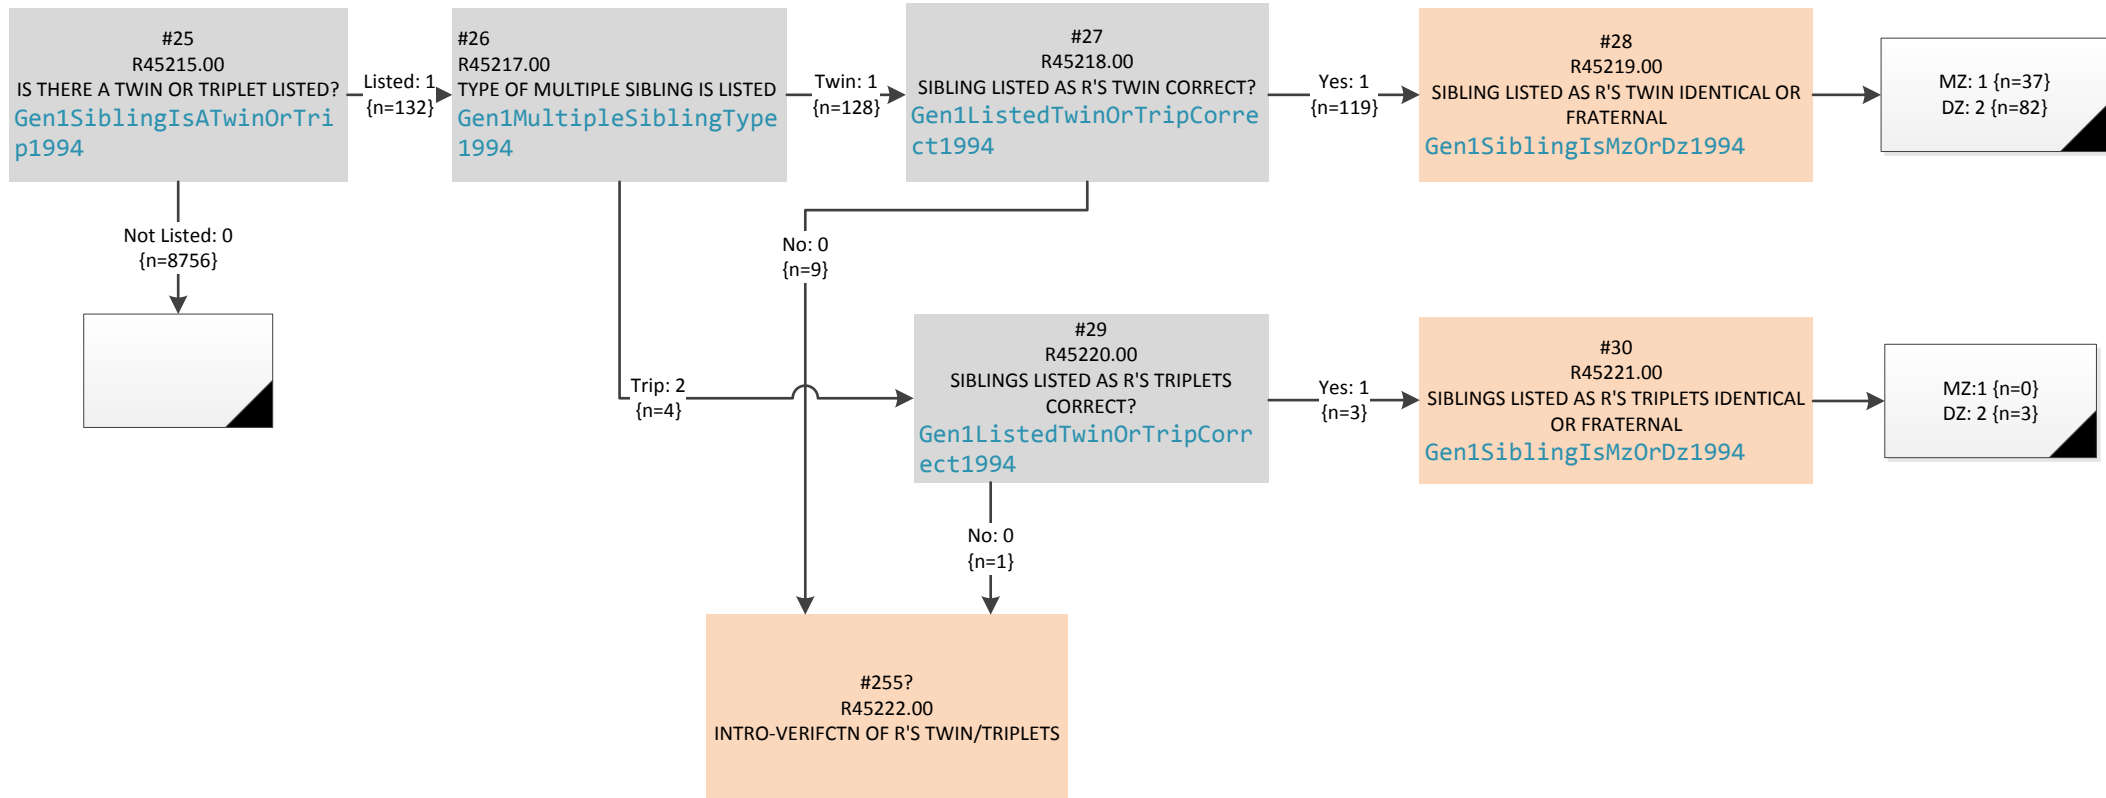 #25
R45215.00
IS THERE A TWIN OR TRIPLET LISTED?
Gen1SiblingIsATwinOrTri
p1994
Listed: 1
{n=132}
#26
R45217.00
TYPE OF MULTIPLE SIBLING IS LISTED
Gen1MultipleSiblingType
1994
Twin: 1
{n=128}
#27
R45218.00
SIBLING LISTED AS R'S TWIN CORRECT?
Gen1ListedTwinOrTripCorre
ct1994
Yes: 1
{n=119}
#28
R45219.00
SIBLING LISTED AS R'S TWIN IDENTICAL OR
FRATERNAL
Gen1SiblingIsMzOrDz1994
MZ: 1 {n=37}
DZ: 2 {n=82}
Not Listed: 0
{n=8756}
No: 0
{n=9}
Trip: 2
{n=4}
#29
R45220.00
SIBLINGS LISTED AS R'S TRIPLETS
CORRECT?
Gen1ListedTwinOrTripCorr
ect1994
Yes: 1
{n=3}
#30
R45221.00
SIBLINGS LISTED AS R'S TRIPLETS IDENTICAL
OR FRATERNAL
Gen1SiblingIsMzOrDz1994
MZ:1 {n=0}
DZ: 2 {n=3}
No: 0
{n=1}
#255?
R45222.00
INTRO-VERIFCTN OF R'S TWIN/TRIPLETS